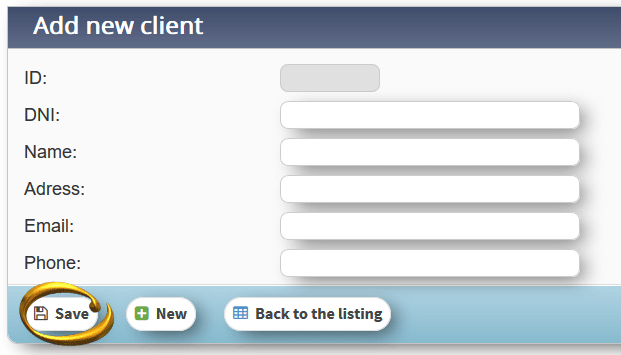 Add new client
ID:
DNI:
Name:
Adress:
Email:
Phone:
Save New Back to the listing